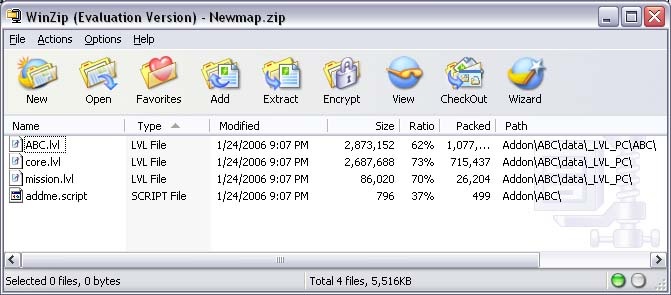 WinZip (Evaluation Version) - Newmap.zip
File Actions Options Help
New Open Favorites Add Extract Encrypt View CheckOut Wizard
Name Type Modified Size Ratio Packed Path
ABC.lvl LVL File 1/24/2006 9:07 PM 2,873,152 62% 1,077,... Addon\ABC\data\_LVL_PC\ABC\
core.lvl LVL File 1/24/2006 9:07 PM 2,687,688 73% 715,437 Addon\ABC\data\_LVL_PC\
mission.lvl LVL File 1/24/2006 9:07 PM 86,020 70% 26,204 Addon\ABC\data\_LVL_PC\
addme.script SCRIPT File 1/24/2006 9:07 PM 796 37% 499 Addon\ABC\
Selected 0 files, 0 bytes Total 4 files, 5,516KB